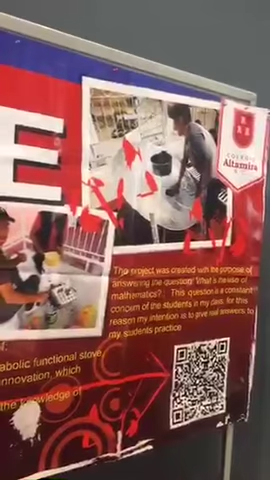 E
COLEGIO
Altamira
The project was created with the purpose of
answering the question: What is the use of
mathematics? This question is a constant
concern of the students in my class, for this
reason my intention is to give real answers, to
my students practice
abolic functional stove,
nnovation, which
the knowledge of